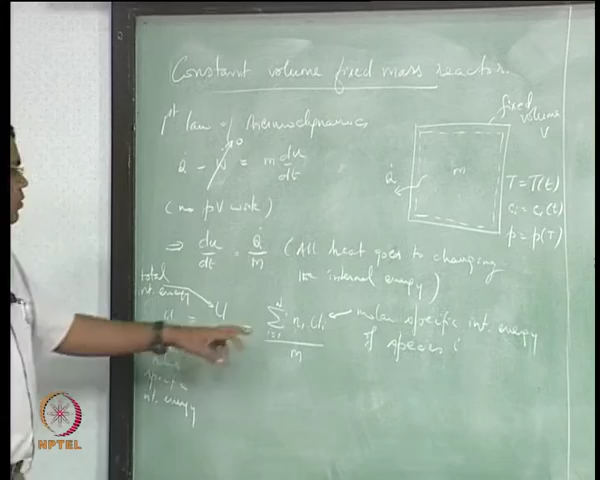 Constant volume fixed mass reactor.
1st law of thermodynamics
Q̇ - Ẇ = m du/dt
0
(no pV work)
⇒ du/dt = Q̇/m (All heat goes to changing
the internal energy)
total
int. energy
u = U
Σ i=1 N ni ui / m
molar specific int. energy
of species i
mass
specific
int. energy
fixed
volume
V
m
Q̇
T = T(t)
ci = ci(t)
p = p(T)
NPTEL